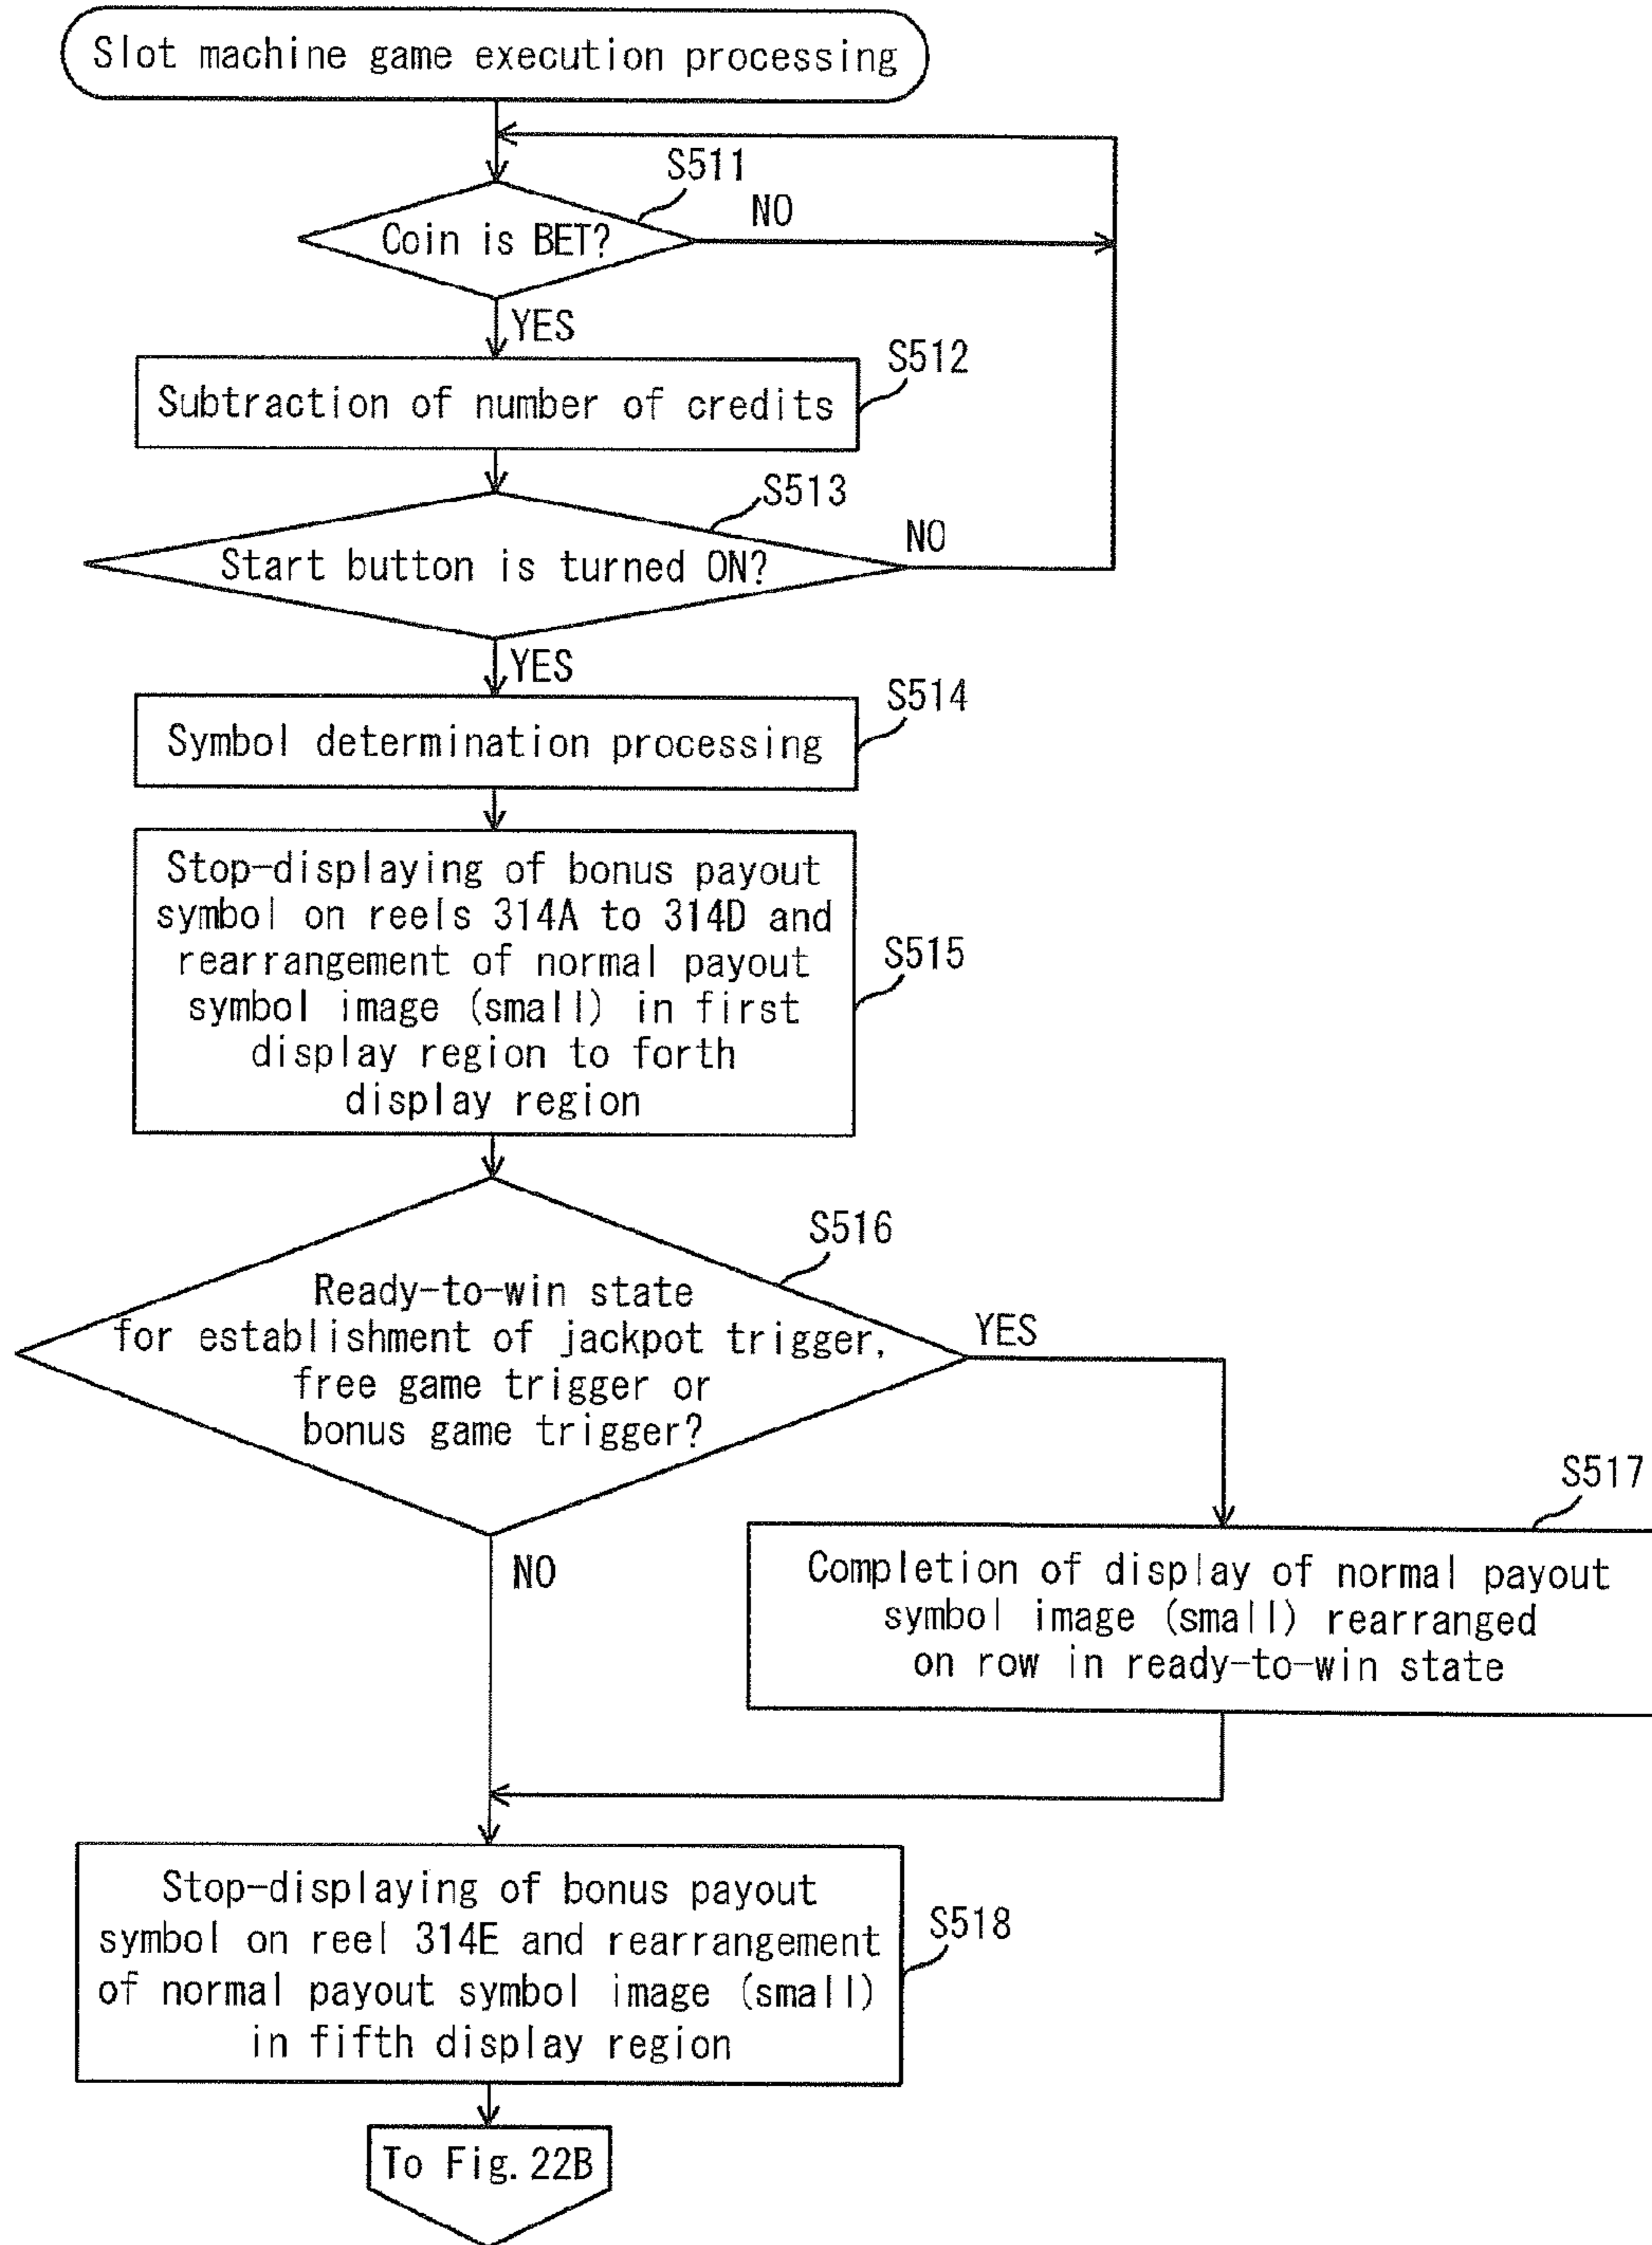 Slot machine game execution processing
S511
Coin is BET?
NO
YES
S512
Subtraction of number of credits
S513
Start button is turned ON?
NO
YES
S514
Symbol determination processing
Stop-displaying of bonus payout
symbol on reels 314A to 314D and
rearrangement of normal payout
symbol image (small) in first
display region to forth
display region
S515
S516
Ready-to-win state
for establishment of jackpot trigger,
free game trigger or
bonus game trigger?
YES
NO
S517
Completion of display of normal payout
symbol image (small) rearranged
on row in ready-to-win state
Stop-displaying of bonus payout
symbol on reel 314E and rearrangement
of normal payout symbol image (small)
in fifth display region
S518
To Fig. 22B